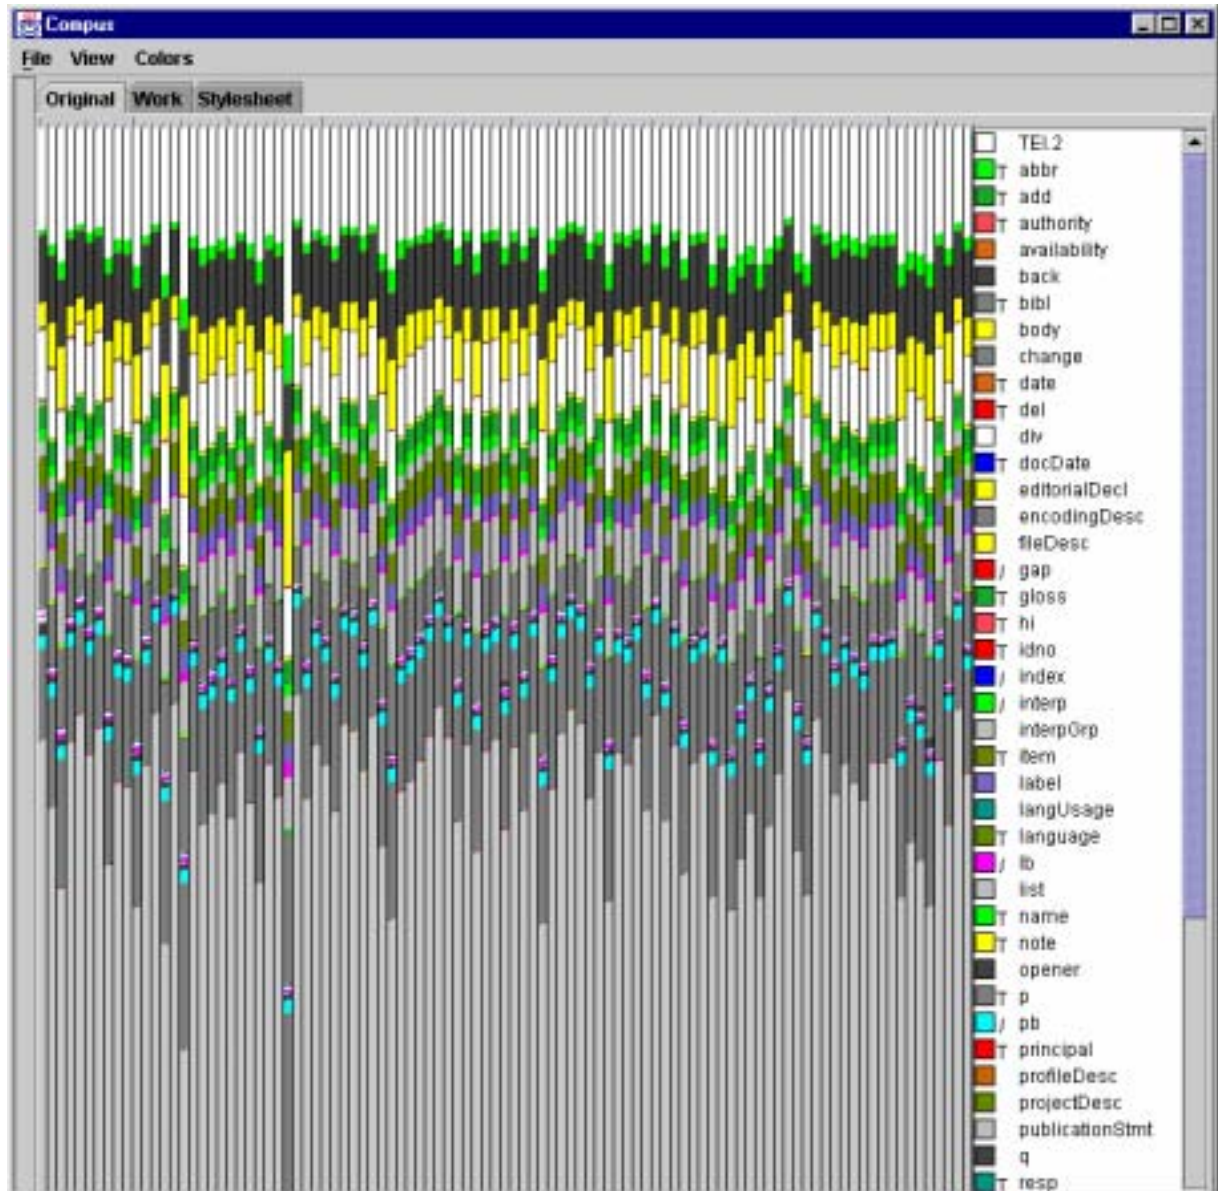 Compus
File View Colors
Original Work Stylesheet
TEI.2
T abbr
T add
T authority
availability
back
T bibl
body
change
T date
T del
div
T docDate
editorialDecl
encodingDesc
fileDesc
/ gap
T gloss
T hi
T idno
/ index
/ interp
interpGrp
T item
label
langUsage
T language
/ lb
list
T name
T note
opener
T p
/ pb
T principal
profileDesc
projectDesc
publicationStmt
q
T resp